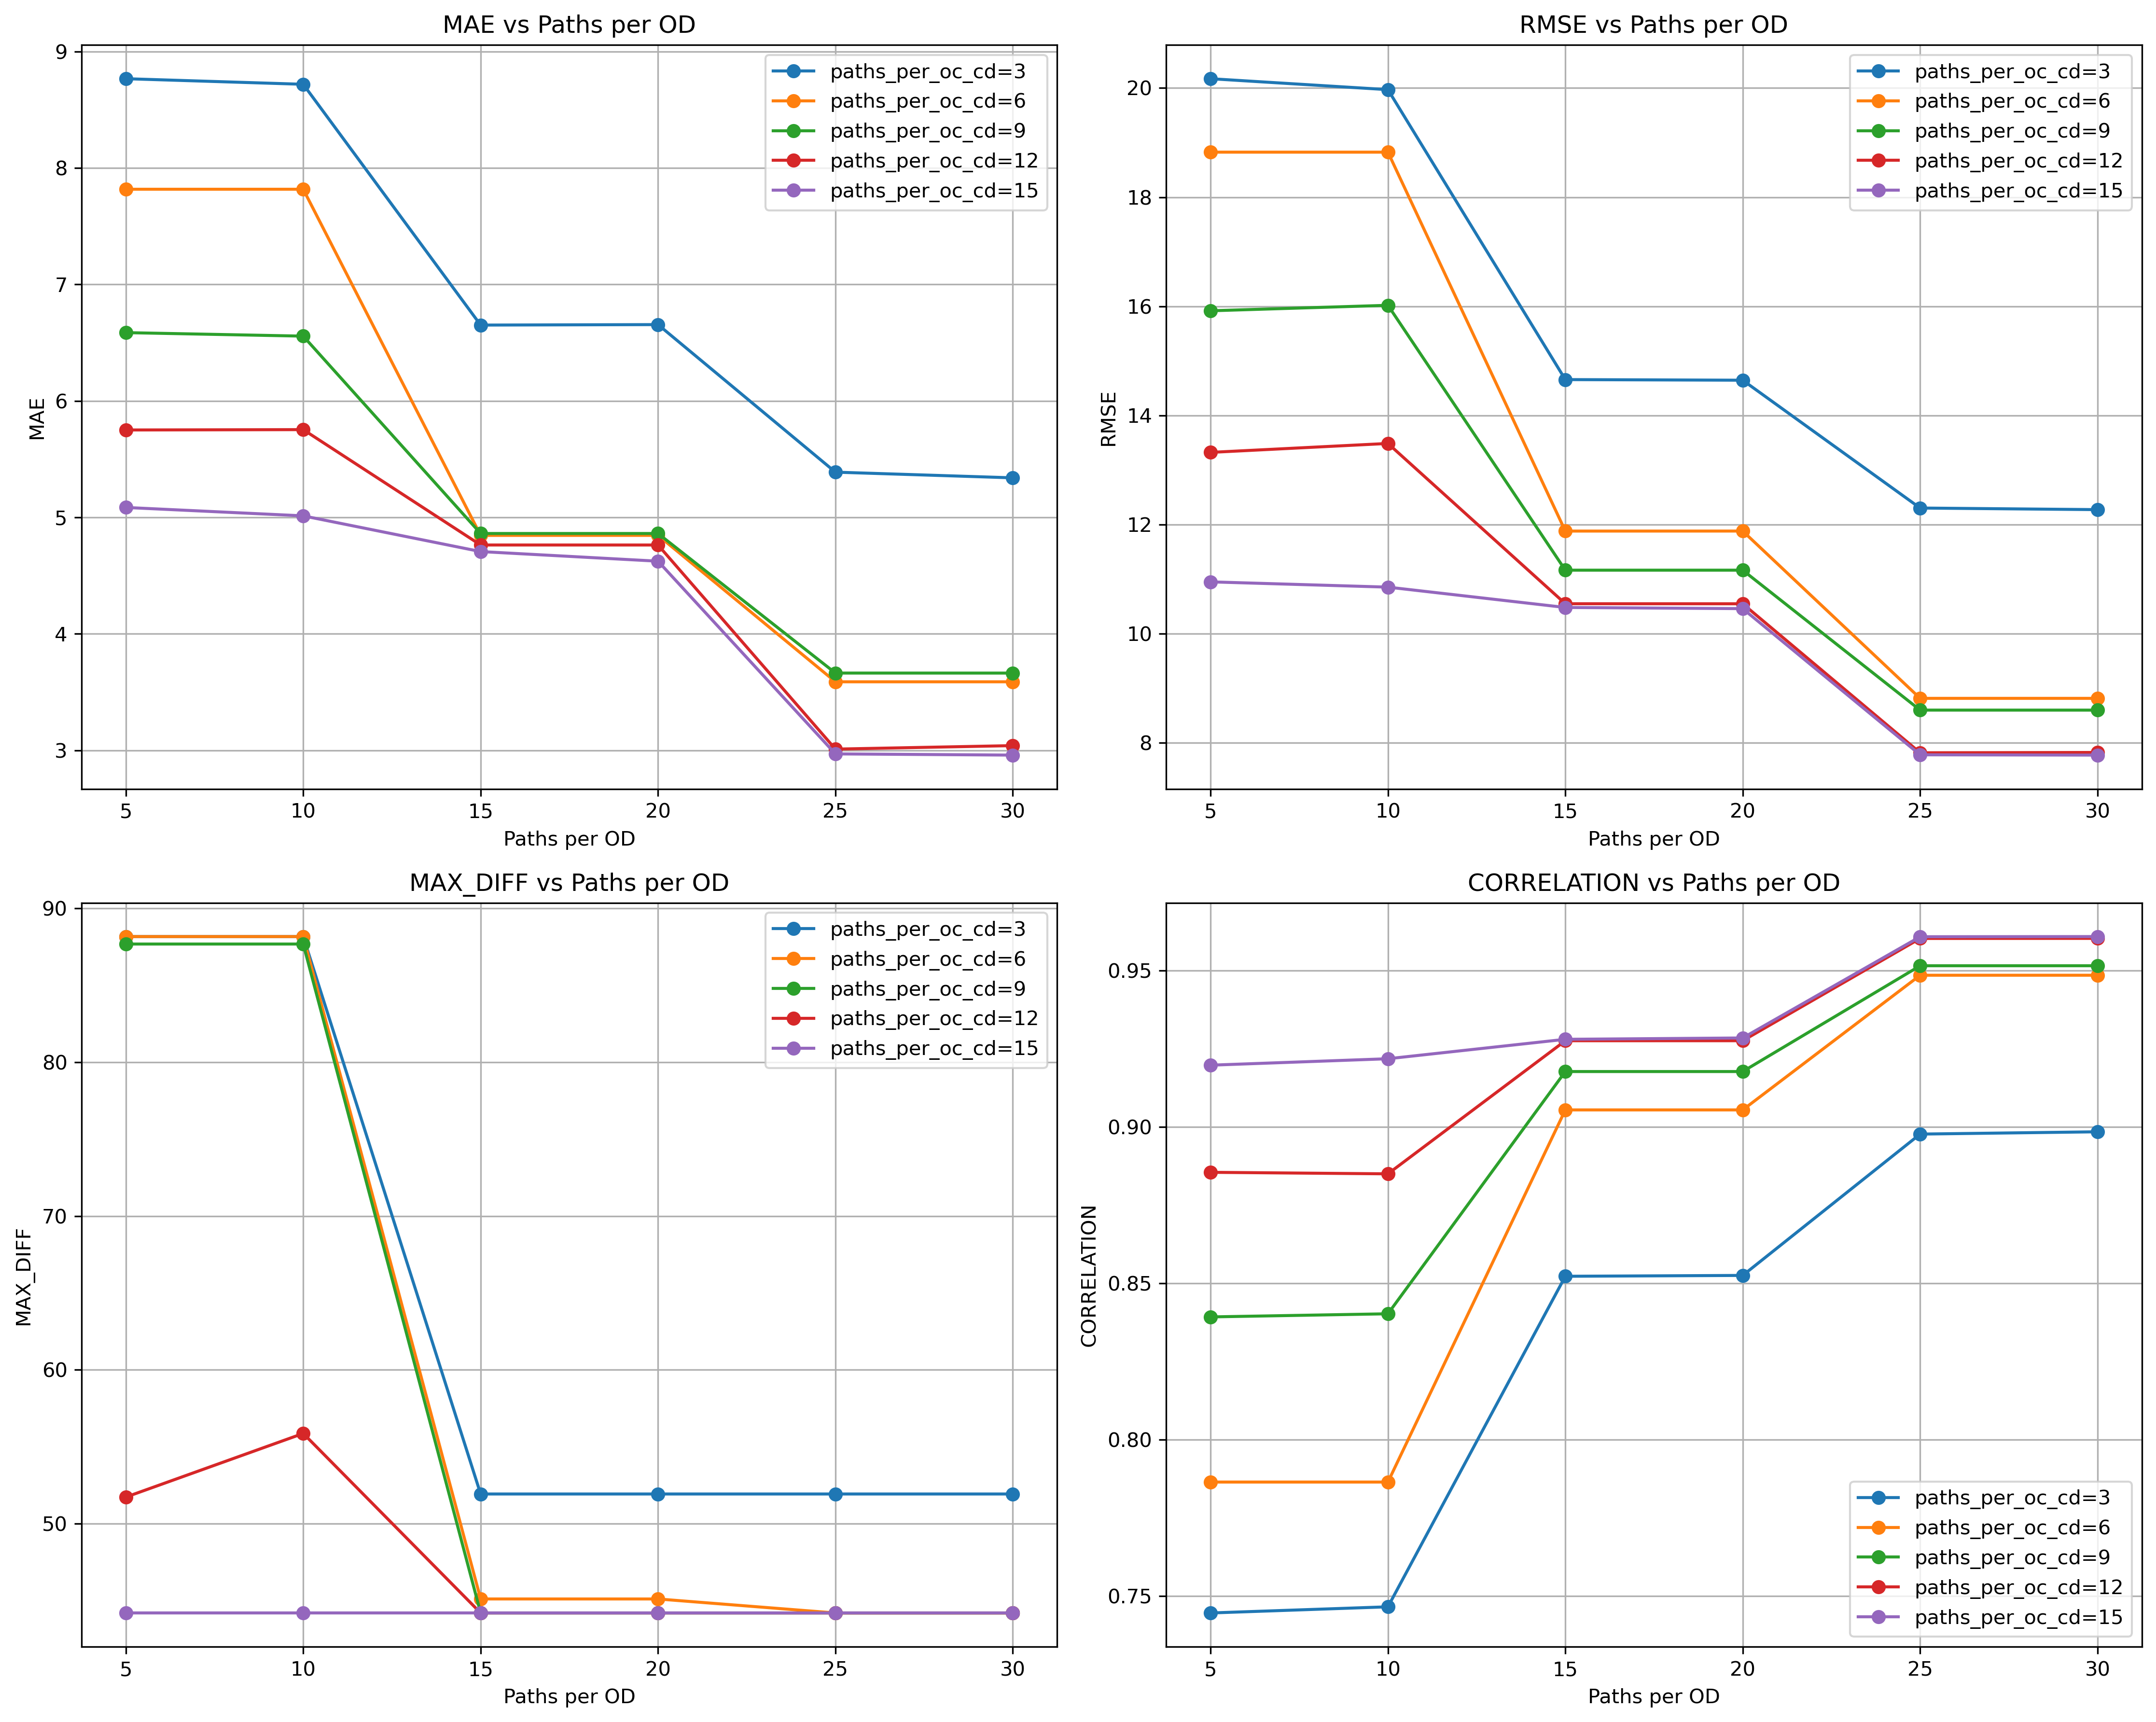 MAE vs Paths per OD
9
8
7
6
5
4
3
MAE
5
10
15
20
25
30
Paths per OD
paths_per_oc_cd=3
paths_per_oc_cd=6
paths_per_oc_cd=9
paths_per_oc_cd=12
paths_per_oc_cd=15
RMSE vs Paths per OD
20
18
16
14
12
10
8
RMSE
5
10
15
20
25
30
Paths per OD
paths_per_oc_cd=3
paths_per_oc_cd=6
paths_per_oc_cd=9
paths_per_oc_cd=12
paths_per_oc_cd=15
MAX_DIFF vs Paths per OD
90
80
70
60
50
MAX_DIFF
5
10
15
20
25
30
Paths per OD
paths_per_oc_cd=3
paths_per_oc_cd=6
paths_per_oc_cd=9
paths_per_oc_cd=12
paths_per_oc_cd=15
CORRELATION vs Paths per OD
0.95
0.90
0.85
0.80
0.75
CORRELATION
5
10
15
20
25
30
Paths per OD
paths_per_oc_cd=3
paths_per_oc_cd=6
paths_per_oc_cd=9
paths_per_oc_cd=12
paths_per_oc_cd=15